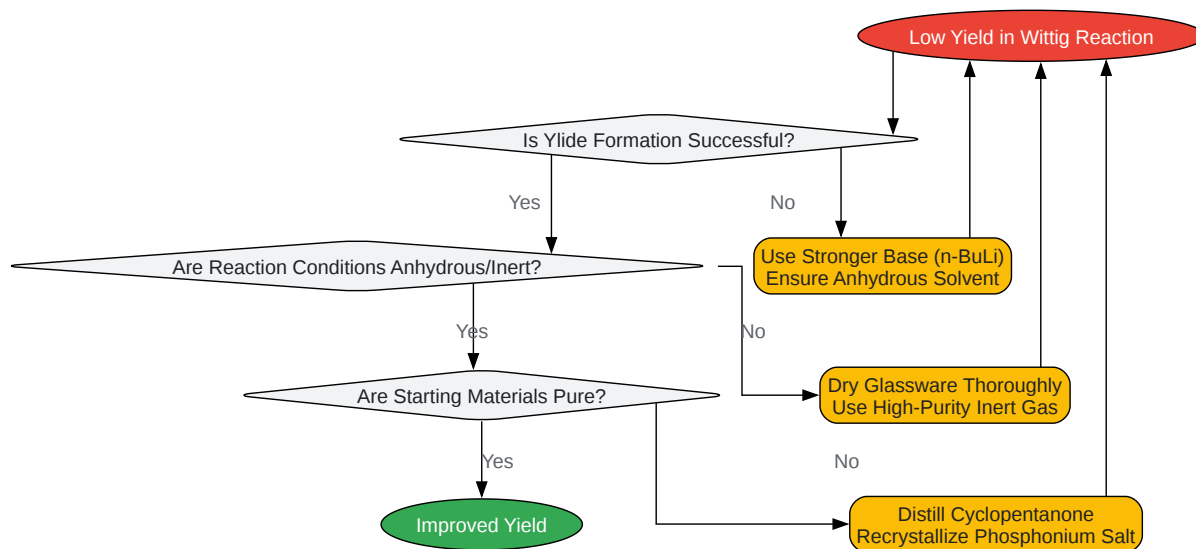 Low Yield in Wittig Reaction
Is Ylide Formation Successful?
Yes
No
Use Stronger Base (n-BuLi)
Ensure Anhydrous Solvent
Are Reaction Conditions Anhydrous/Inert?
Yes
No
Dry Glassware Thoroughly
Use High-Purity Inert Gas
Are Starting Materials Pure?
Yes
No
Improved Yield
Distill Cyclopentanone
Recrystallize Phosphonium Salt